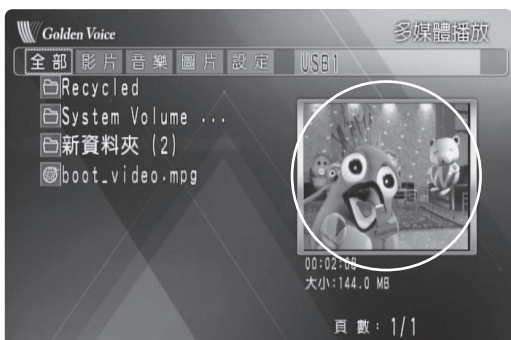 Golden Voice
多媒體播放
全部 影片 音樂 圖片 設定 USB1
Recycled
System Volume ...
新資料夾 (2)
boot_video.mpg
大小:144.0 MB
頁數: 1/1